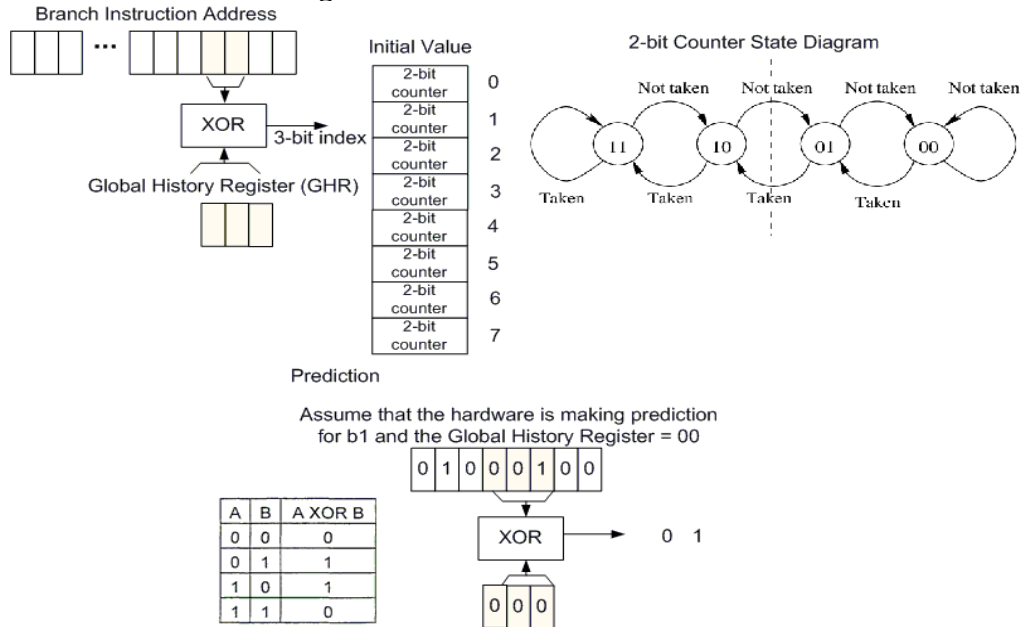 Branch Instruction Address
...
Initial Value
2-bit Counter State Diagram
2-bit
counter
0
2-bit
counter
1
2-bit
counter
2
2-bit
counter
3
2-bit
counter
4
2-bit
counter
5
2-bit
counter
6
2-bit
counter
7
XOR
3-bit index
Global History Register (GHR)
Not taken Not taken Not taken Not taken
11 10 01 00
Taken Taken Taken Taken
Prediction
Assume that the hardware is making prediction
for b1 and the Global History Register = 00
0 1 0 0 0 1 0 0
A B A XOR B
0 0 0
0 1 1
1 0 1
1 1 0
XOR
0 1
0 0 0